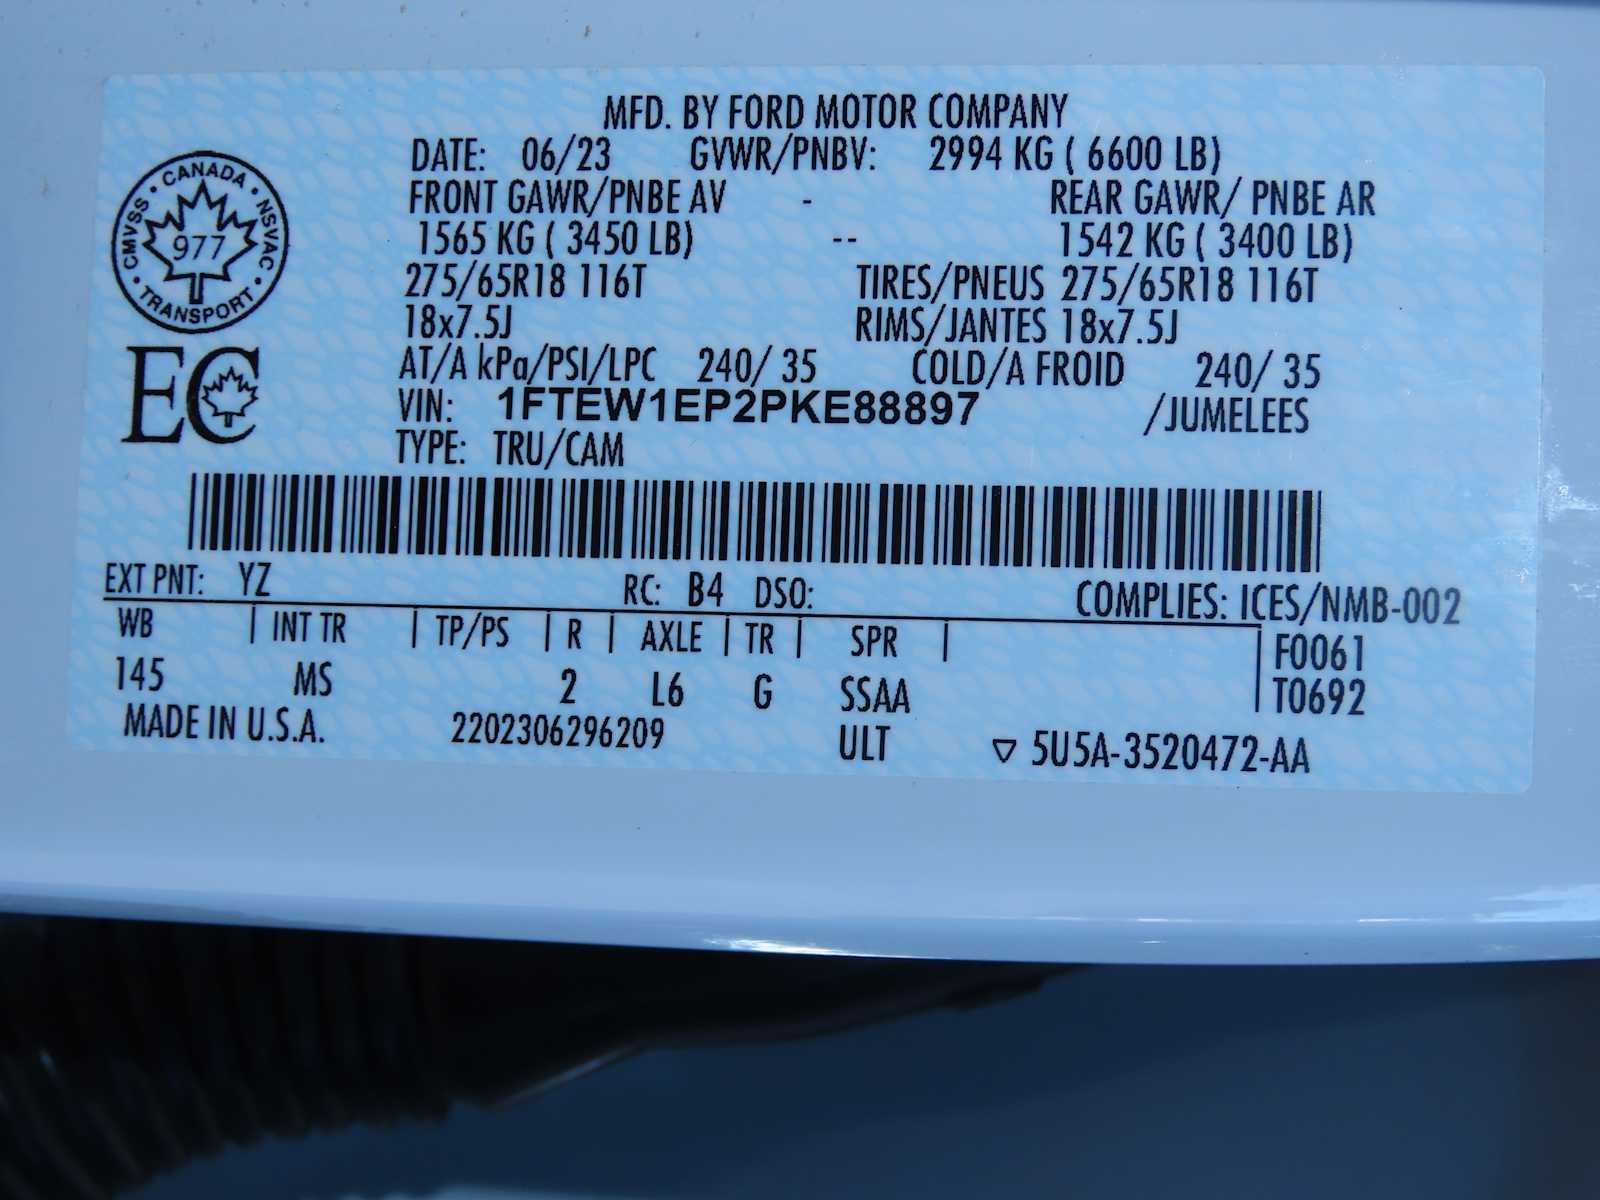 MFD. BY FORD MOTOR COMPANY
DATE: 06/23 GVWR/PNBV: 2994 KG ( 6600 LB)
FRONT GAWR/PNBE AV - REAR GAWR/ PNBE AR
1565 KG ( 3450 LB) -- 1542 KG ( 3400 LB)
275/65R18 116T TIRES/PNEUS 275/65R18 116T
18x7.5J RIMS/JANTES 18x7.5J
AT/A kPa/PSI/LPC 240/ 35 COLD/A FROID 240/ 35
VIN: 1FTEW1EP2PKE88897 /JUMELEES
TYPE: TRU/CAM
CANADA
CMVSS 977 NSVAC
TRANSPORT
EC
EXT PNT: YZ RC: B4 DSO: COMPLIES: ICES/NMB-002
WB | INT TR | TP/PS | R | AXLE | TR | SPR | F0061
145 MS 2 L6 G SSAA T0692
MADE IN U.S.A. 2202306296209 ULT ▽ 5U5A-3520472-AA